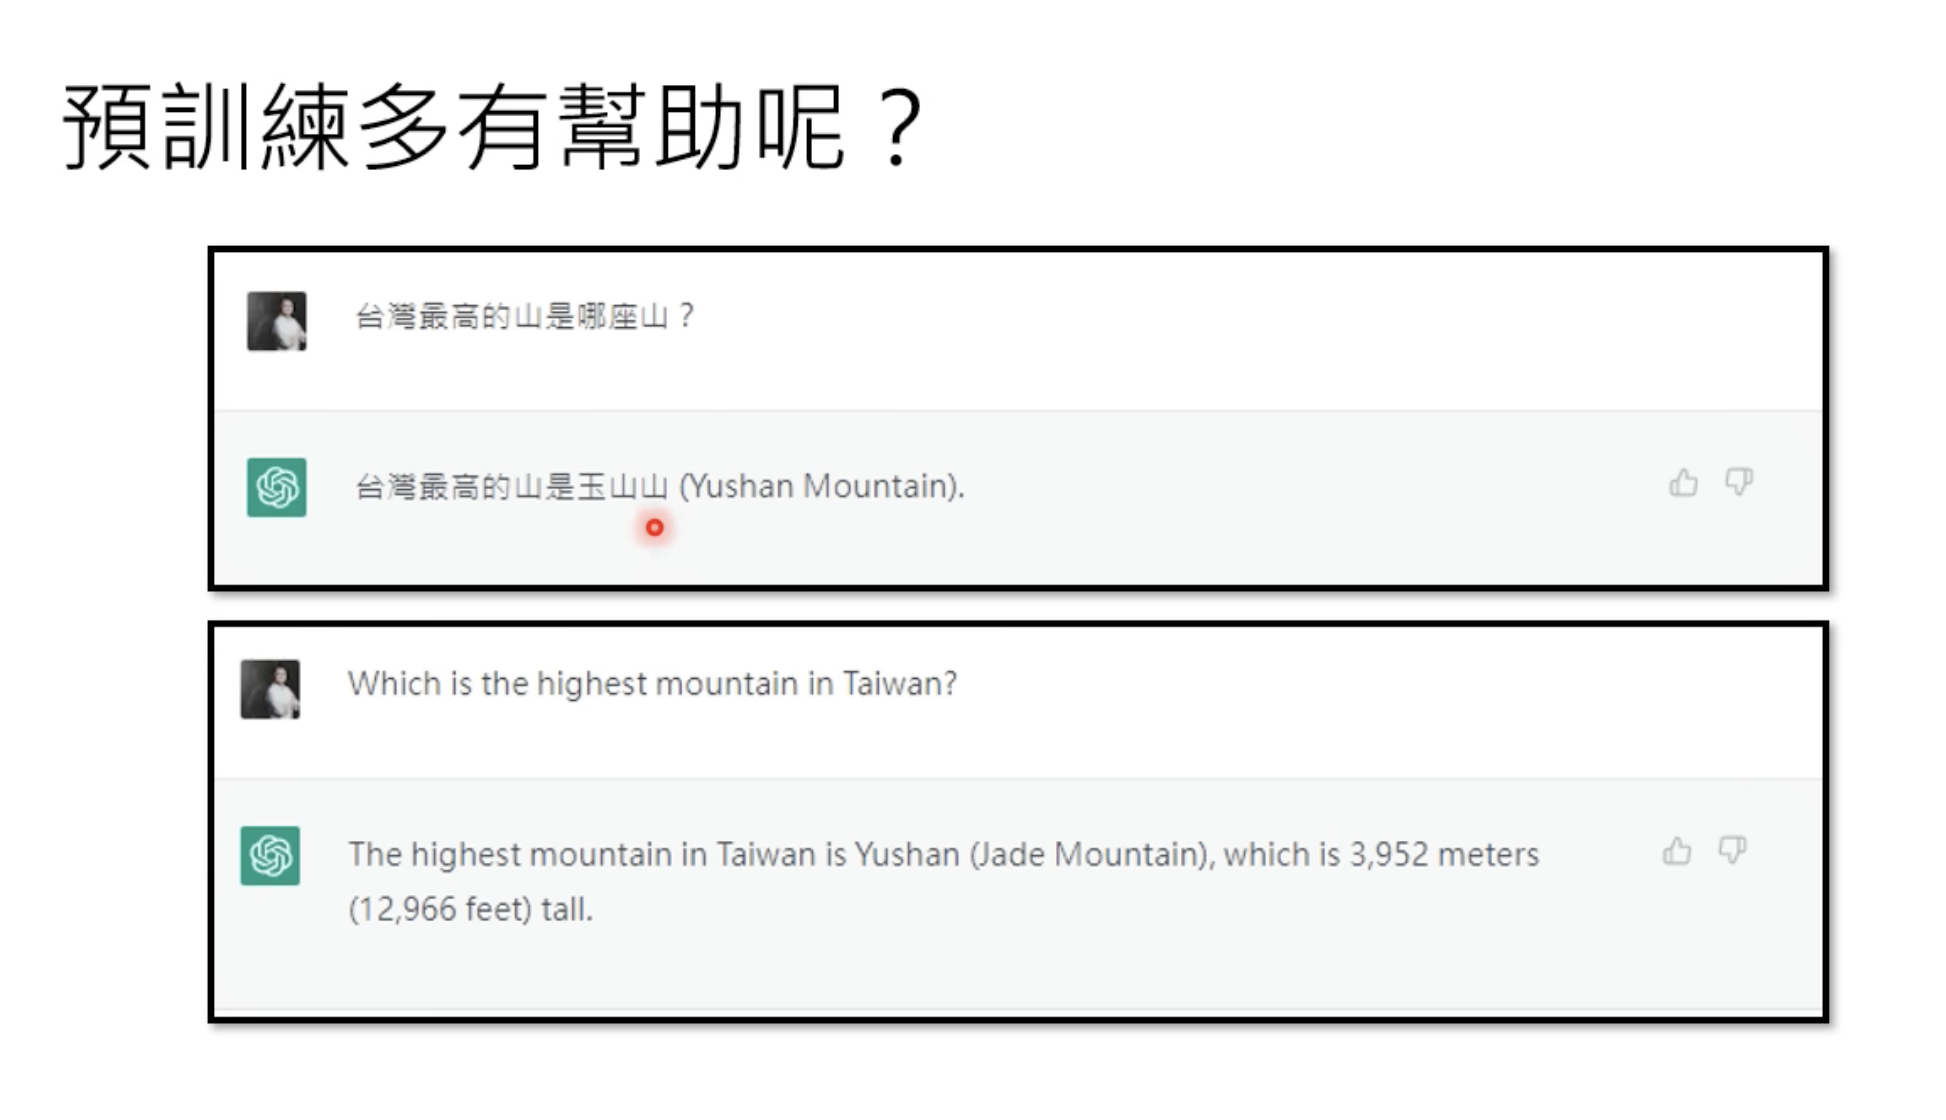 預訓練多有幫助呢？
台灣最高的山是哪座山？
台灣最高的山是玉山山 (Yushan Mountain).
Which is the highest mountain in Taiwan?
The highest mountain in Taiwan is Yushan (Jade Mountain), which is 3,952 meters
(12,966 feet) tall.